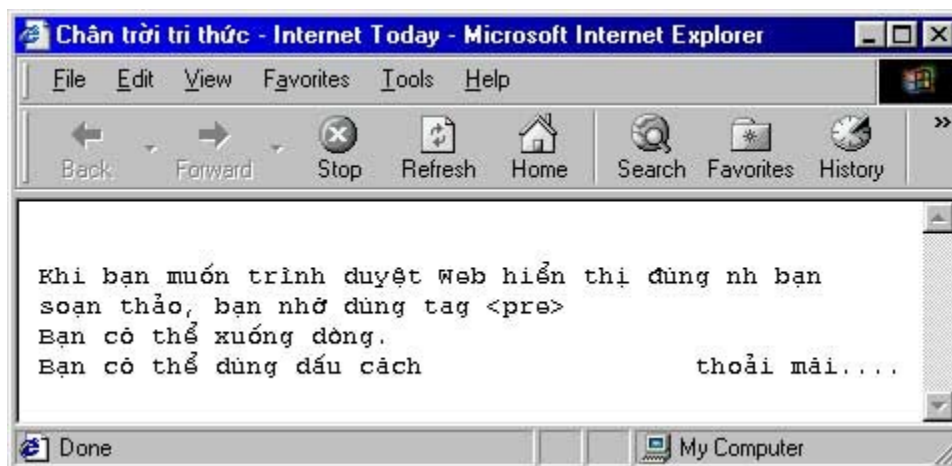 Chân trời tri thức - Internet Today - Microsoft Internet Explorer
File Edit View Favorites Tools Help
Back Forward Stop Refresh Home Search Favorites History »
Khi bạn muốn trình duyệt Web hiển thị đúng nh bạn
soạn thảo, bạn nhớ dùng tag <pre>
Bạn có thể xuống dòng.
Bạn có thể dùng dấu cách thoải mái....
Done My Computer